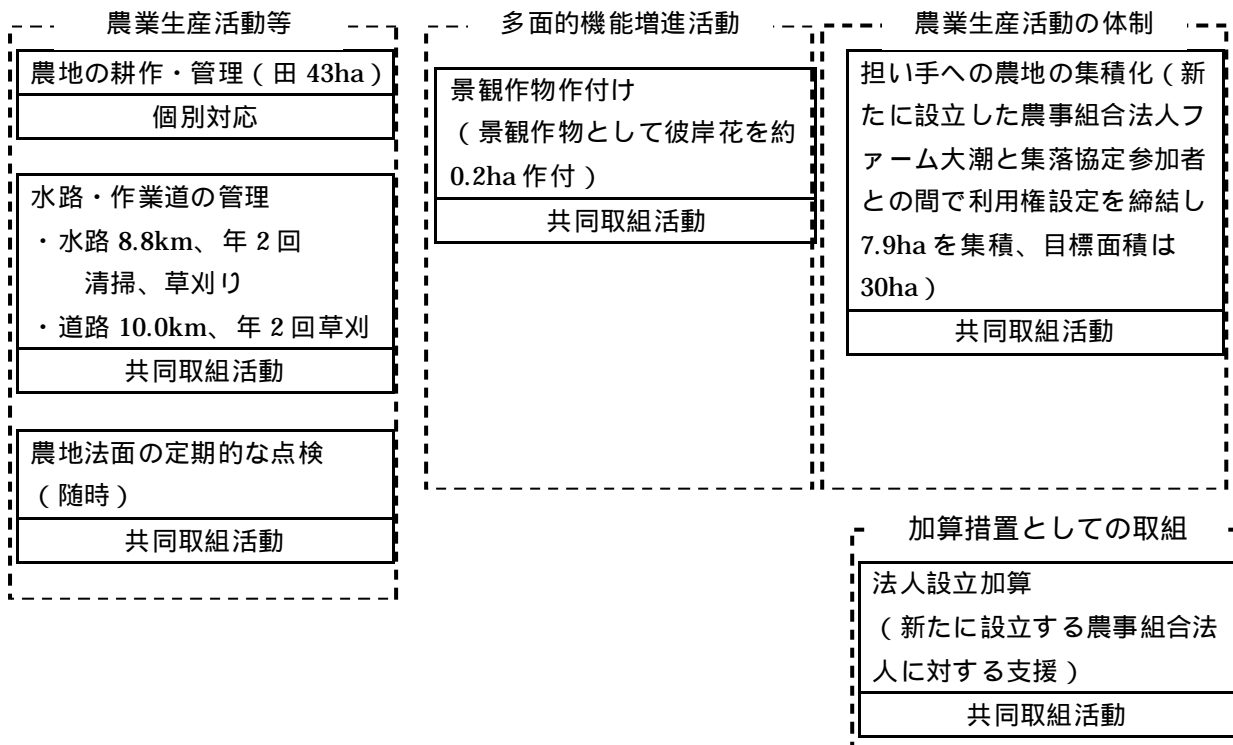 農業生産活動等
農地の耕作・管理（田 43ha）
個別対応
水路・作業道の管理
・水路 8.8km、年 2 回
清掃、草刈り
・道路 10.0km、年 2 回草刈
共同取組活動
農地法面の定期的な点検
（随時）
共同取組活動
多面的機能増進活動
景観作物作付け
（景観作物として彼岸花を約
0.2ha 作付）
共同取組活動
農業生産活動の体制
担い手への農地の集積化（新
たに設立した農事組合法人フ
ァーム大潮と集落協定参加者
との間で利用権設定を締結し
7.9ha を集積、目標面積は
30ha）
共同取組活動
加算措置としての取組
法人設立加算
（新たに設立する農事組合法
人に対する支援）
共同取組活動